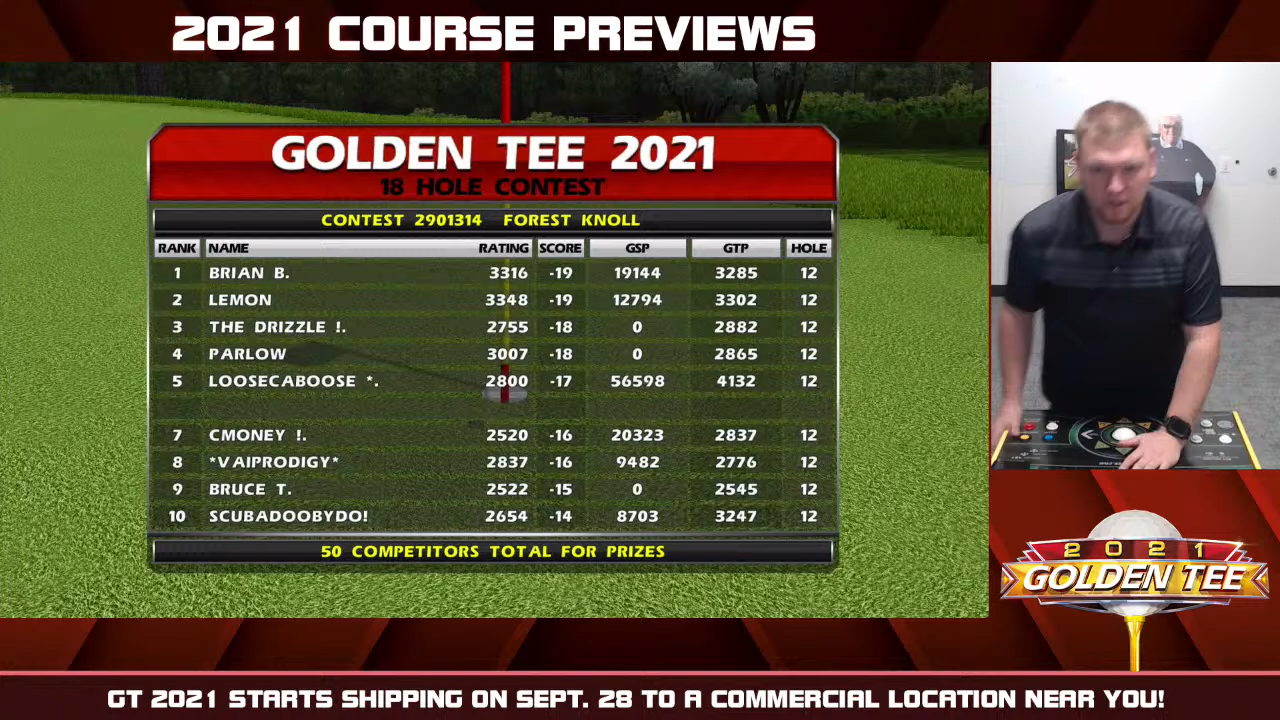 2021 COURSE PREVIEWS
GOLDEN TEE 2021
18 HOLE CONTEST
CONTEST 2901314 FOREST KNOLL
RANK NAME RATING SCORE GSP GTP HOLE
1 BRIAN B. 3316 -19 19144 3285 12
2 LEMON 3348 -19 12794 3302 12
3 THE DRIZZLE !. 2755 -18 0 2882 12
4 PARLOW 3007 -18 0 2865 12
5 LOOSECABOOSE *. 2800 -17 56598 4132 12
7 CMONEY !. 2520 -16 20323 2837 12
8 *VAIPRODIGY* 2837 -16 9482 2776 12
9 BRUCE T. 2522 -15 0 2545 12
10 SCUBADOOBYDO! 2654 -14 8703 3247 12
50 COMPETITORS TOTAL FOR PRIZES
2021
GOLDEN TEE
GT 2021 STARTS SHIPPING ON SEPT. 28 TO A COMMERCIAL LOCATION NEAR YOU!